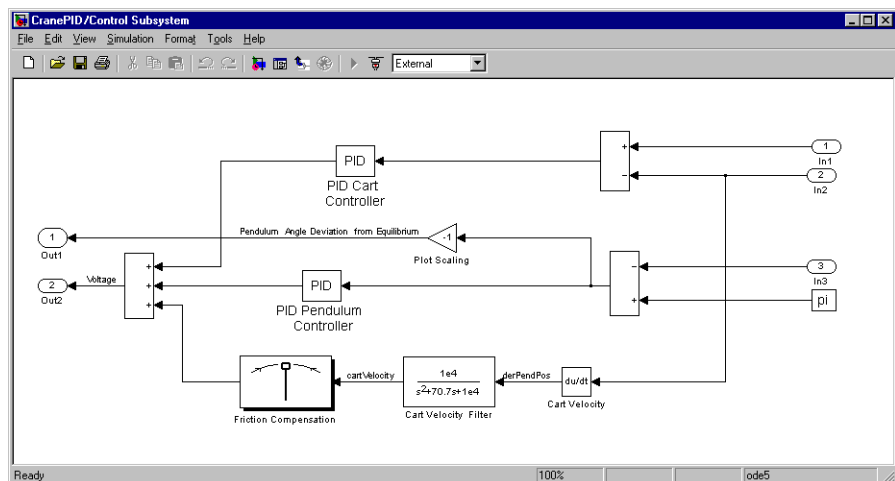 CranePID/Control Subsystem
File Edit View Simulation Format Tools Help
External
+
1
In1
PID
−
2
In2
PID Cart
Controller
Pendulum Angle Deviation from Equilibrium
-1
1
Out1
Plot Scaling
+
−
3
In3
Voltage
2
Out2
+
PID
+
pi
+
PID Pendulum
Controller
cartVelocity
1e4
s²+70.7s+1e4
derPendPos
du/dt
Friction Compensation
Cart Velocity Filter
Cart Velocity
Ready
100%
ode5